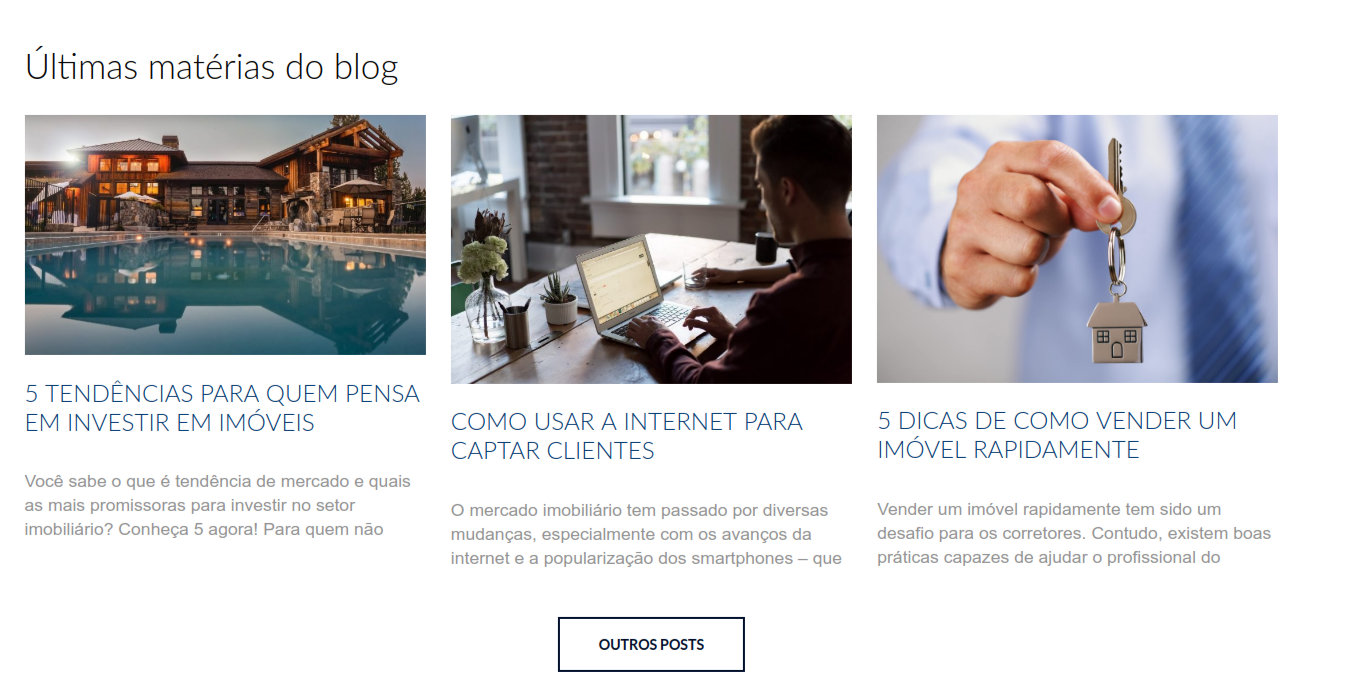 Últimas matérias do blog
5 TENDÊNCIAS PARA QUEM PENSA
EM INVESTIR EM IMÓVEIS
Você sabe o que é tendência de mercado e quais
as mais promissoras para investir no setor
imobiliário? Conheça 5 agora! Para quem não
COMO USAR A INTERNET PARA
CAPTAR CLIENTES
O mercado imobiliário tem passado por diversas
mudanças, especialmente com os avanços da
internet e a popularização dos smartphones – que
5 DICAS DE COMO VENDER UM
IMÓVEL RAPIDAMENTE
Vender um imóvel rapidamente tem sido um
desafio para os corretores. Contudo, existem boas
práticas capazes de ajudar o profissional do
OUTROS POSTS